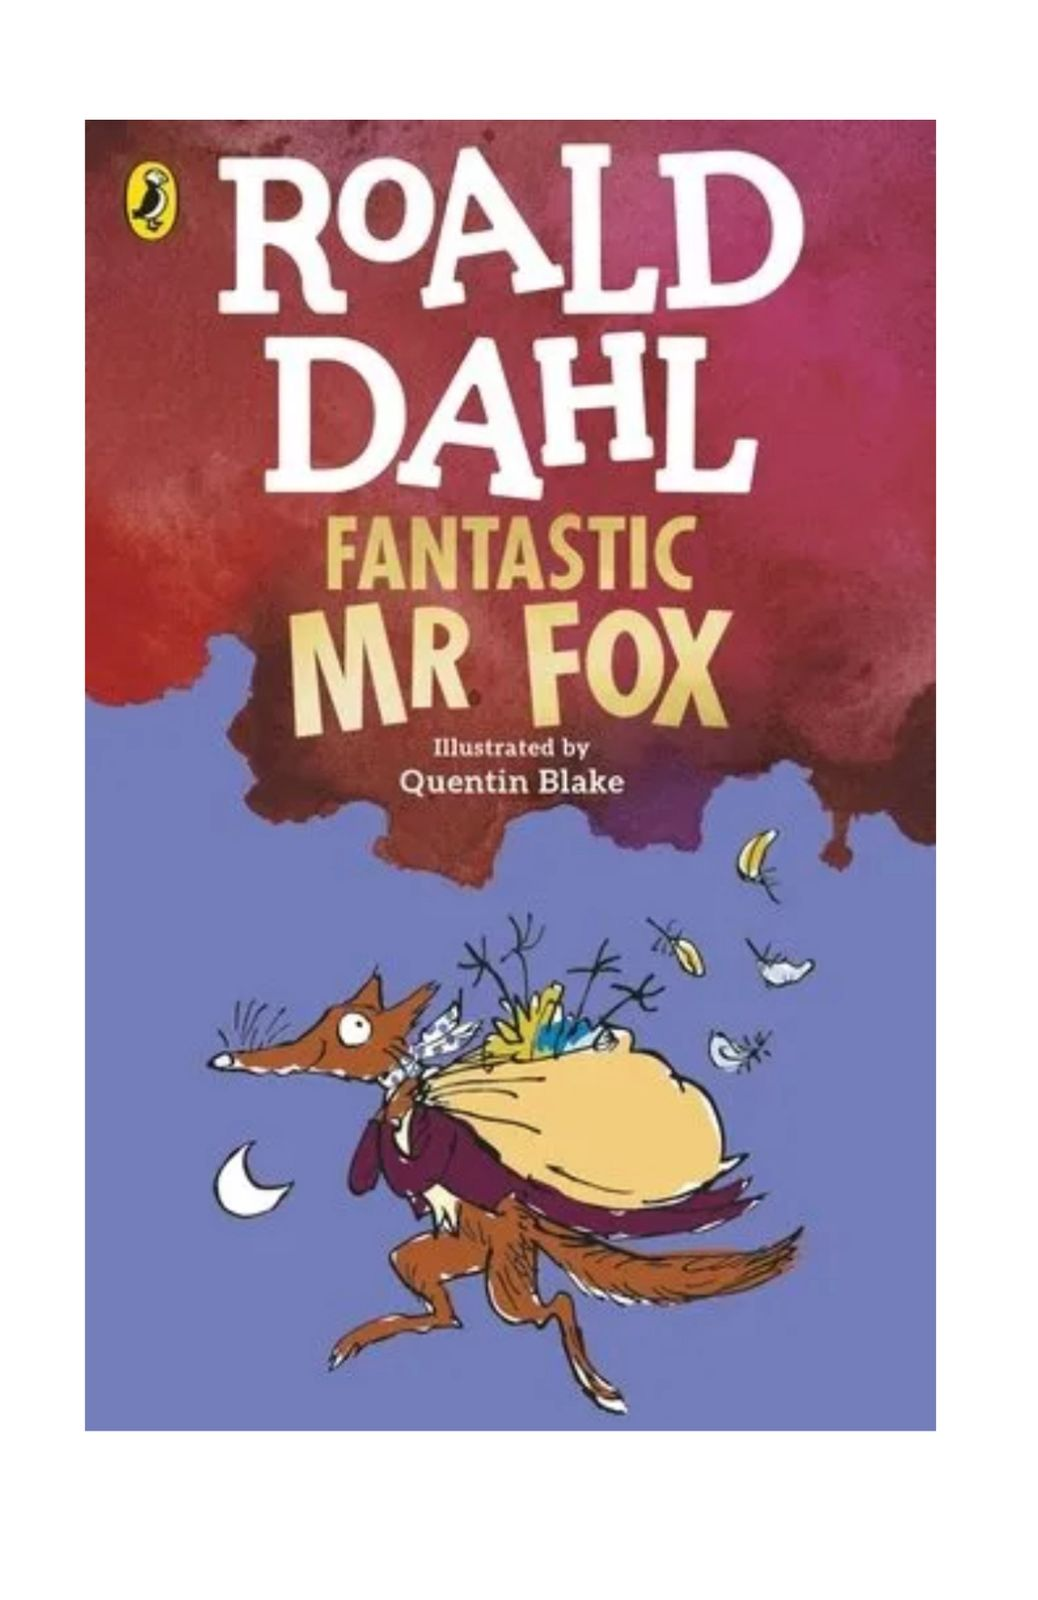 ROALD
DAHL
FANTASTIC
MR FOX
Illustrated by
Quentin Blake